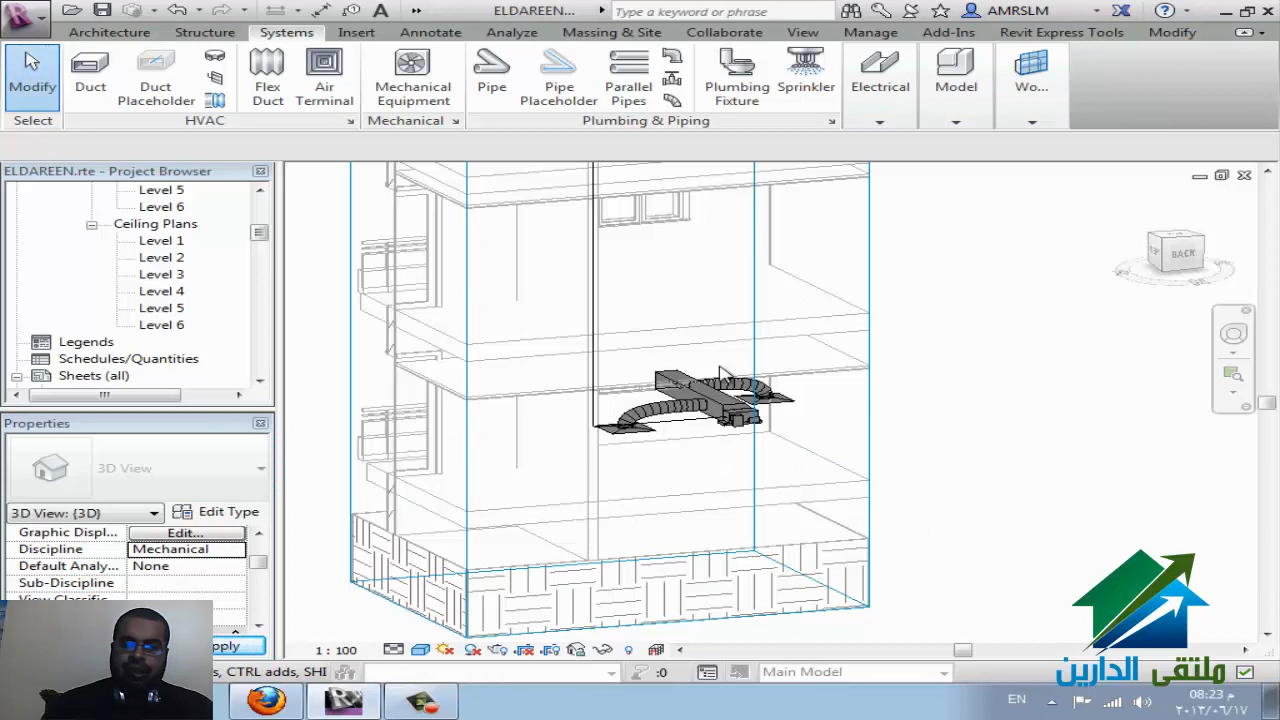 ELDAREEN...
Type a keyword or phrase
AMRSLM
Architecture Structure Systems Insert Annotate Analyze Massing & Site Collaborate View Manage Add-Ins Revit Express Tools Modify
Modify
Duct
Duct Placeholder
Flex Duct
Air Terminal
Mechanical Equipment
Pipe
Pipe Placeholder
Parallel Pipes
Plumbing Fixture
Sprinkler
Electrical
Model
Wo...
Select
HVAC
Mechanical
Plumbing & Piping
ELDAREEN.rte - Project Browser
Level 5
Level 6
Ceiling Plans
Level 1
Level 2
Level 3
Level 4
Level 5
Level 6
Legends
Schedules/Quantities
Sheets (all)
Properties
3D View
3D View: {3D}
Edit Type
Graphic Displ... Edit...
Discipline Mechanical
Default Analy... None
Sub-Discipline
BACK
1 : 100
s, CTRL adds, SHI
:0
Main Model
ملتقى الدارين
EN
08:23 م
٢٠١٣/٠٦/١٧